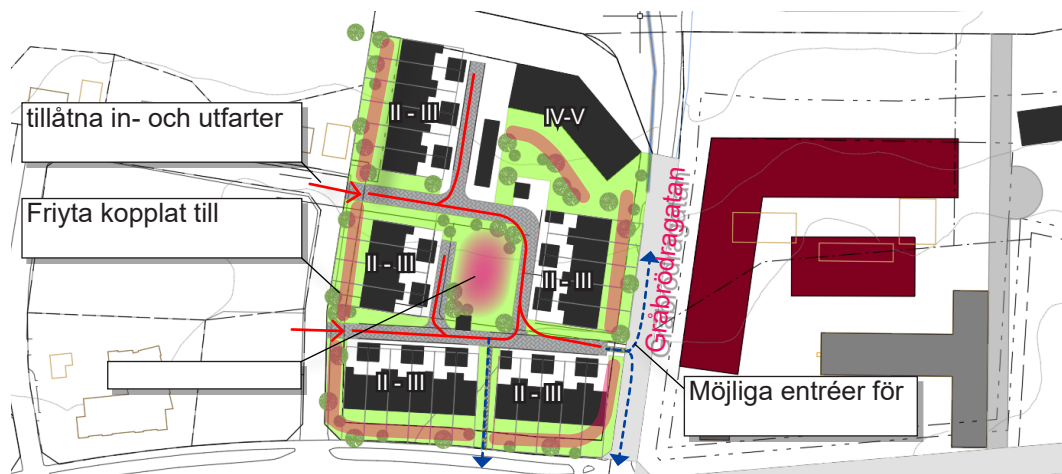 tillåtna in- och utfarter
Friyta kopplat till
II - III
IV-V
II - III
II - III
II - III
II - III
Gråbrödragatan
Gråbrödragatan
Möjliga entréer för